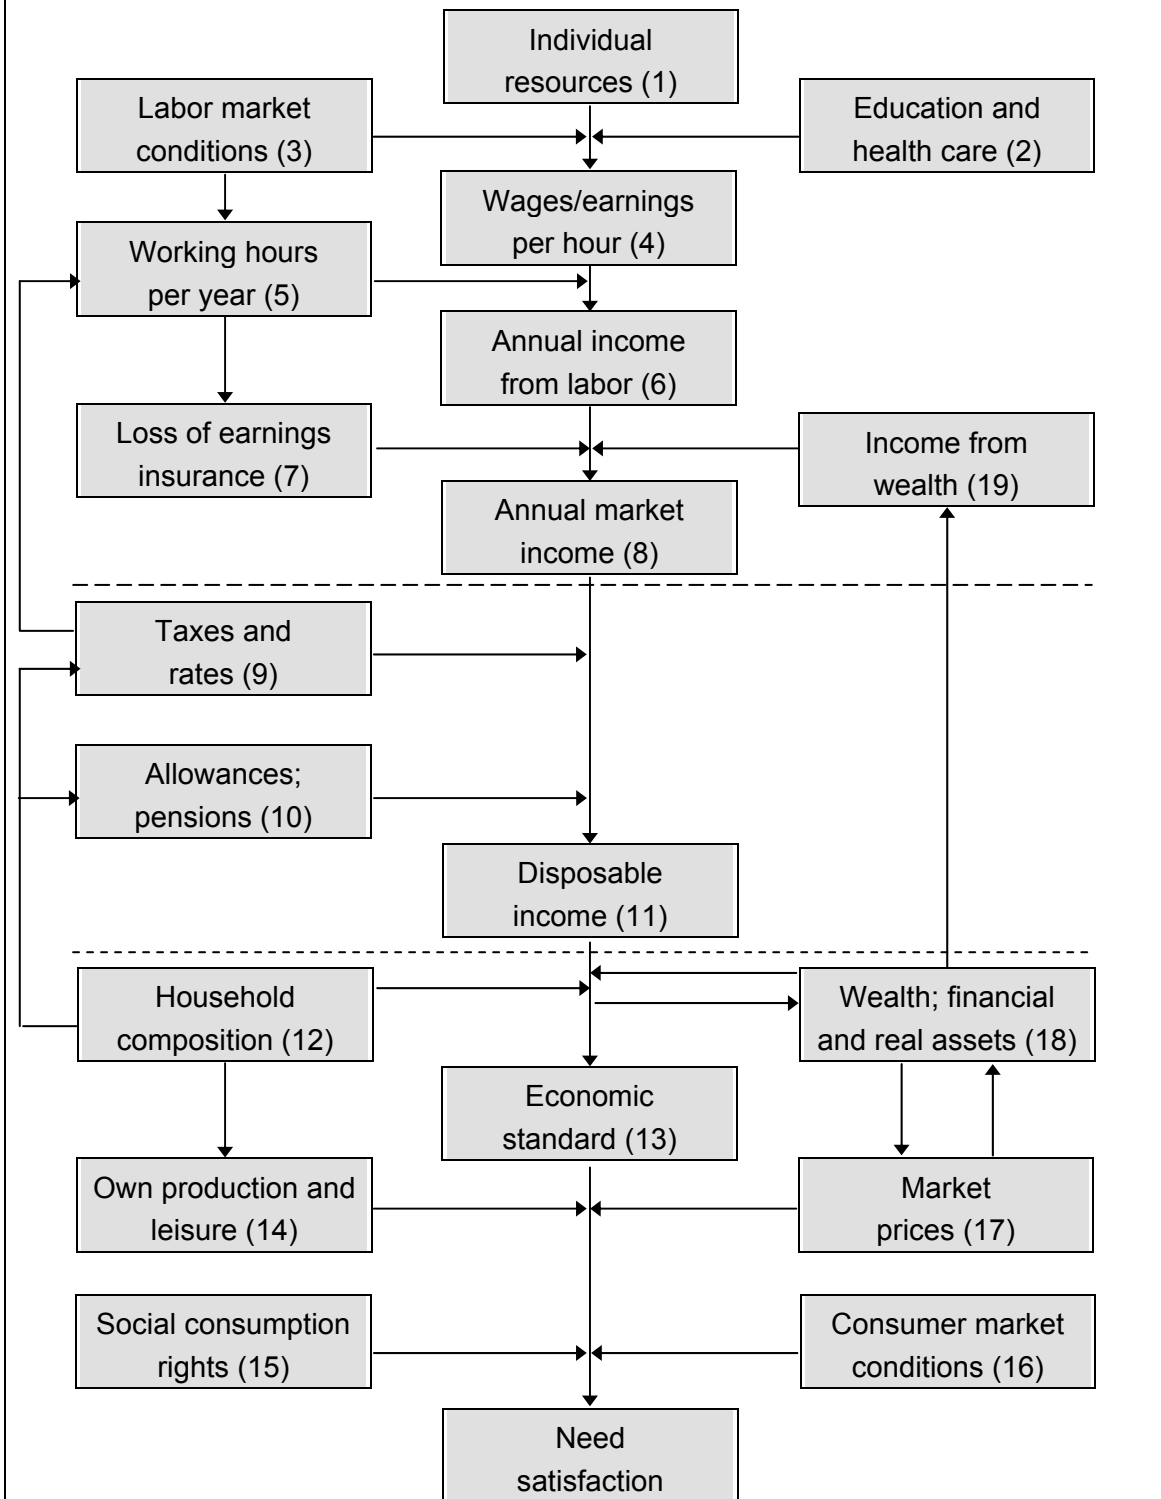 Individual
resources (1)
Labor market
conditions (3)
Education and
health care (2)
Wages/earnings
per hour (4)
Working hours
per year (5)
Annual income
from labor (6)
Loss of earnings
insurance (7)
Income from
wealth (19)
Annual market
income (8)
Taxes and
rates (9)
Allowances;
pensions (10)
Disposable
income (11)
Household
composition (12)
Wealth; financial
and real assets (18)
Economic
standard (13)
Own production and
leisure (14)
Market
prices (17)
Social consumption
rights (15)
Consumer market
conditions (16)
Need
satisfaction